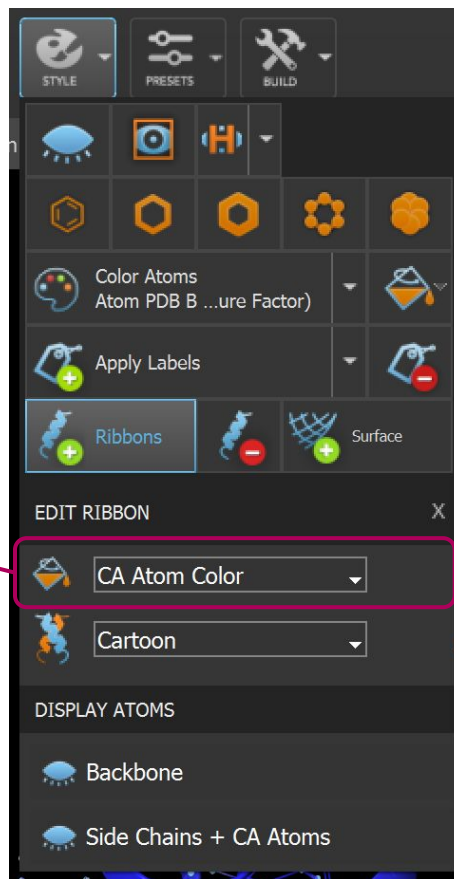 STYLE PRESETS BUILD
n
H
Color Atoms
Atom PDB B ...ure Factor)
Apply Labels
Ribbons Surface
EDIT RIBBON X
CA Atom Color
Cartoon
DISPLAY ATOMS
Backbone
Side Chains + CA Atoms